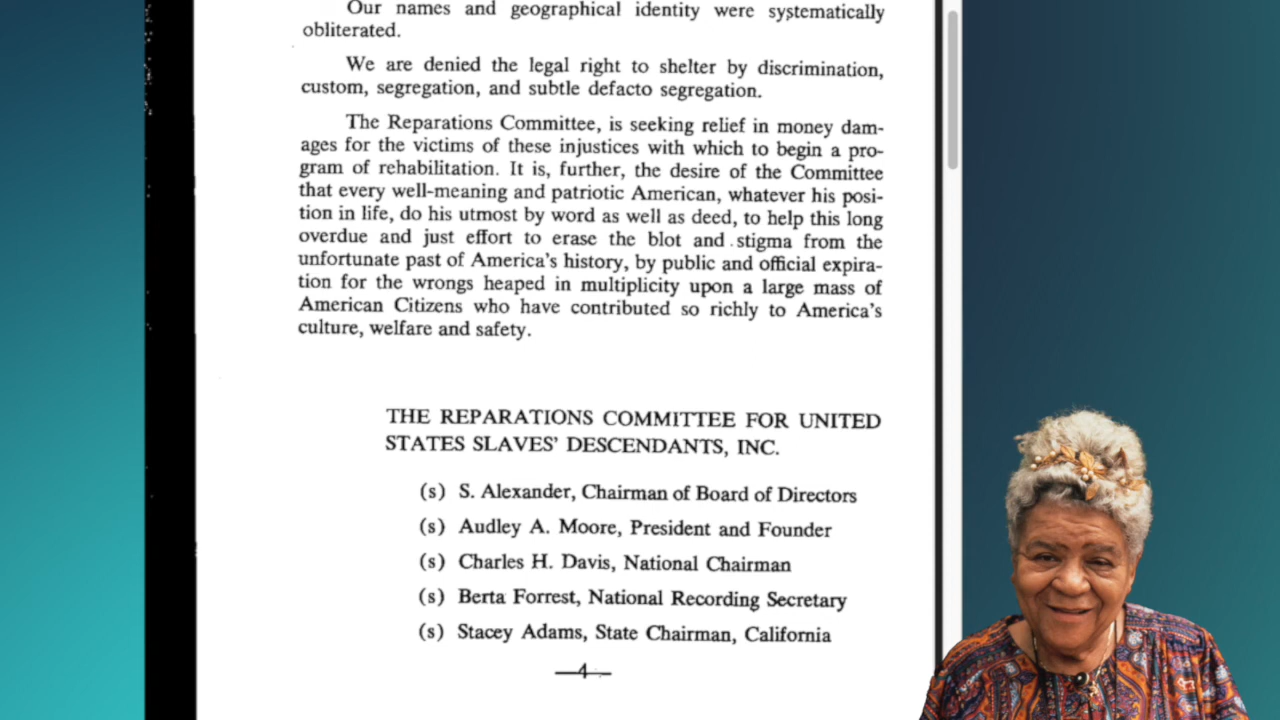 Our names and geographical identity were systematically
obliterated.
We are denied the legal right to shelter by discrimination,
custom, segregation, and subtle defacto segregation.
The Reparations Committee, is seeking relief in money dam-
ages for the victims of these injustices with which to begin a pro-
gram of rehabilitation. It is, further, the desire of the Committee
that every well-meaning and patriotic American, whatever his posi-
tion in life, do his utmost by word as well as deed, to help this long
overdue and just effort to erase the blot and stigma from the
unfortunate past of America's history, by public and official expira-
tion for the wrongs heaped in multiplicity upon a large mass of
American Citizens who have contributed so richly to America's
culture, welfare and safety.
THE REPARATIONS COMMITTEE FOR UNITED
STATES SLAVES' DESCENDANTS, INC.
(s) S. Alexander, Chairman of Board of Directors
(s) Audley A. Moore, President and Founder
(s) Charles H. Davis, National Chairman
(s) Berta Forrest, National Recording Secretary
(s) Stacey Adams, State Chairman, California
—4—